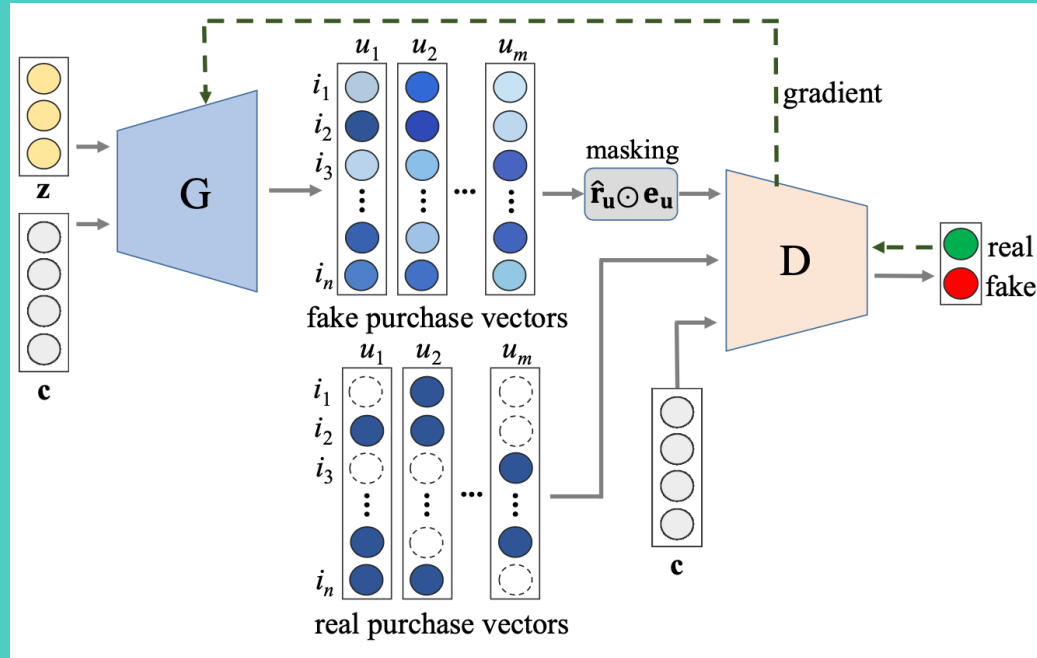 u₁ u₂ uₘ
i₁
i₂
i₃
iₙ
z
c
G
fake purchase vectors
masking
r̂ᵤ⊙eᵤ
gradient
D
real
fake
u₁ u₂ uₘ
i₁
i₂
i₃
iₙ
real purchase vectors
c